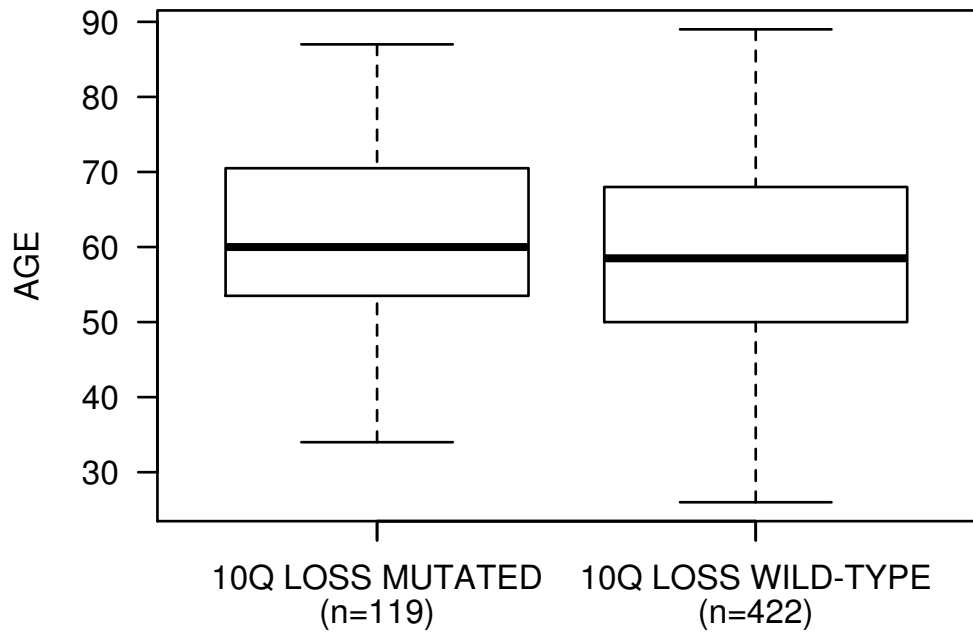 90
80
70
60
50
40
30
AGE
10Q LOSS MUTATED
(n=119)
10Q LOSS WILD-TYPE
(n=422)